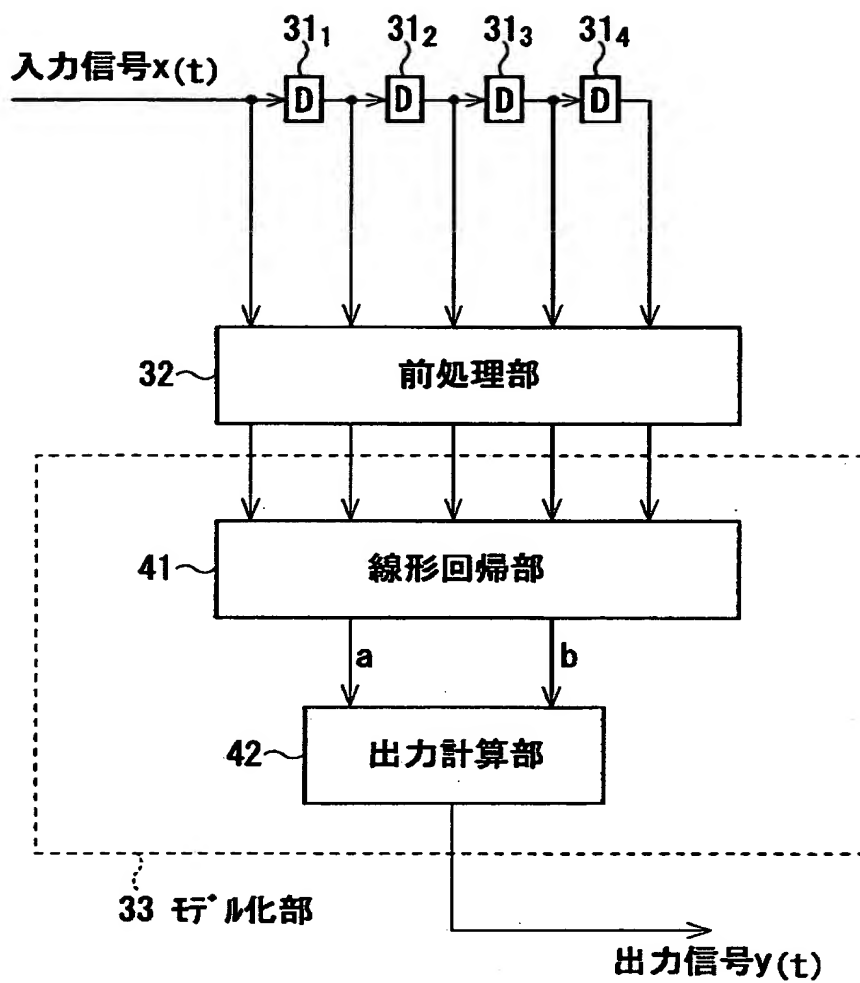 31₁ 31₂ 31₃ 31₄
入力信号x(t)
D D D D
32 前処理部
41 線形回帰部
a b
42 出力計算部
33 ﾓﾃﾞﾙ化部
出力信号y(t)